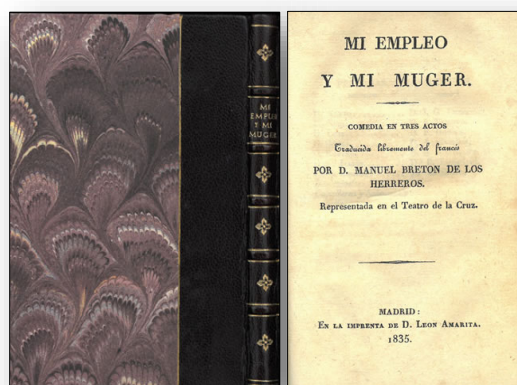 MI
EMPLEO
Y MI
MUGER
MI EMPLEO
Y MI MUGER.
COMEDIA EN TRES ACTOS
Traducida libremente del francés
POR D. MANUEL BRETON DE LOS
HERREROS.
Representada en el Teatro de la Cruz.
MADRID:
EN LA IMPRENTA DE D. LEON AMARITA.
1835.